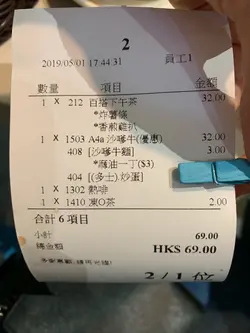 2
2019/05/01 17:44:31 員工1
數量 項目 金額
1 X 212 百搭下午茶 32.00
*炸薯條
*香煎雞扒
1 X 1503 A4a 沙嗲牛(優惠) 32.00
408 [沙嗲牛麵] 3.00
*麻油一丁($3)
404 [(多士).炒蛋]
1 X 1302 熱啡
1 X 1410 凍O茶 2.00
合計 6 項目
小計 69.00
總金額 HK$ 69.00
2/1 位